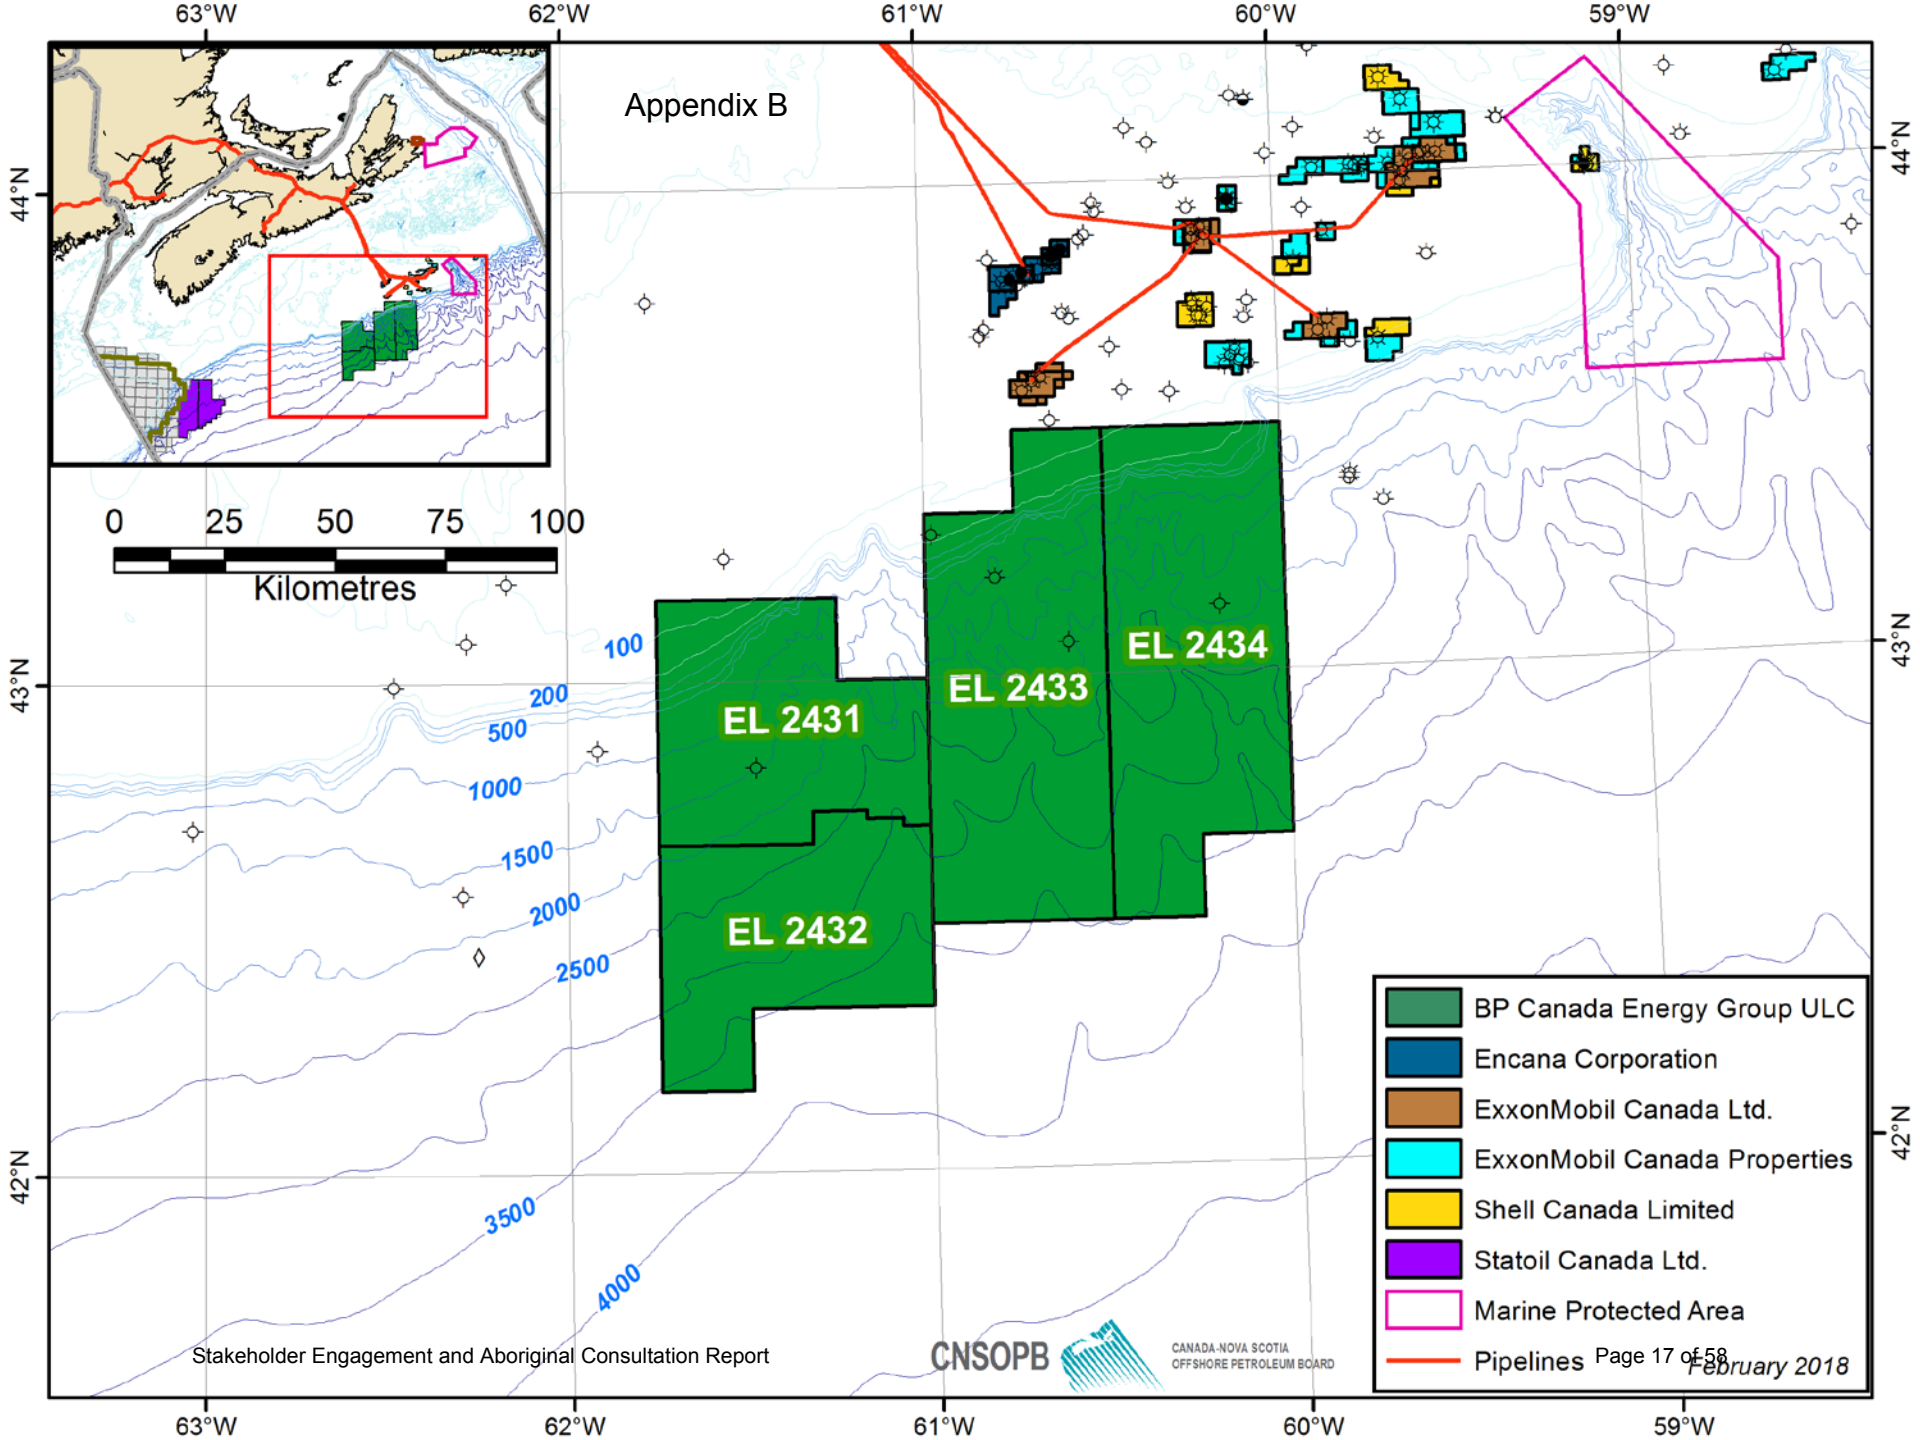 63°W
62°W
61°W
60°W
59°W
Appendix B
44°N
44°N
0
25
50
75
100
Kilometres
100
200
500
1000
1500
2000
2500
3500
4000
EL 2434
EL 2433
EL 2431
EL 2432
43°N
43°N
42°N
42°N
BP Canada Energy Group ULC
Encana Corporation
ExxonMobil Canada Ltd.
ExxonMobil Canada Properties
Shell Canada Limited
Statoil Canada Ltd.
Marine Protected Area
Pipelines
Stakeholder Engagement and Aboriginal Consultation Report
CNSOPB
CANADA-NOVA SCOTIA
OFFSHORE PETROLEUM BOARD
Page 17 of 58
February 2018
63°W
62°W
61°W
60°W
59°W